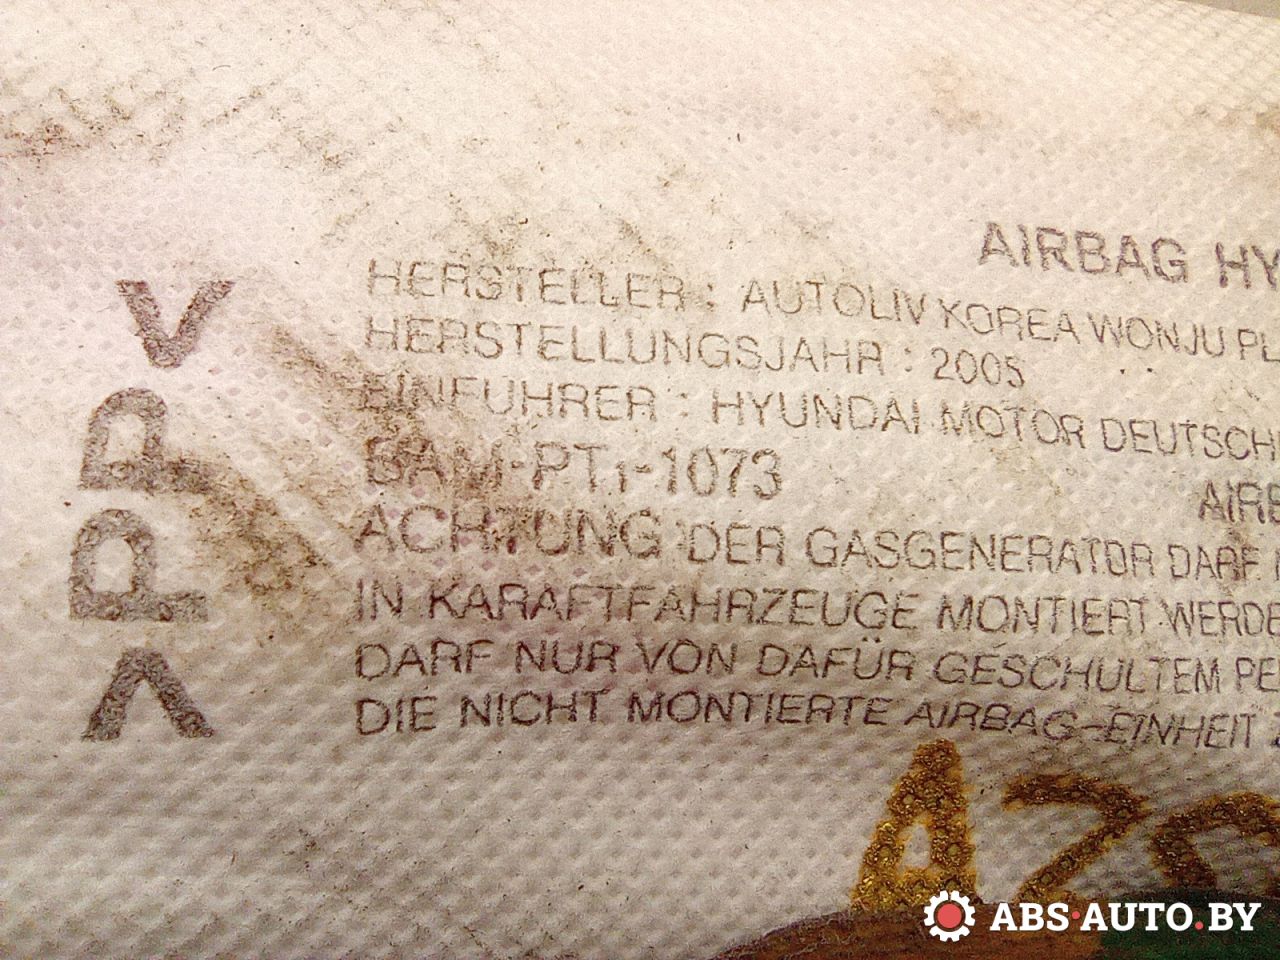 AIRBAG HY
HERSTELLER : AUTOLIV KOREA WONJU PL
HERSTELLUNGSJAHR : 2005
EINFUHRER : HYUNDAI MOTOR DEUTSCH
BAM-PT1-1073
AIRB
ACHTUNG DER GASGENERATOR DARF
IN KARAFTFAHRZEUGE MONTIERT WERDE
DARF NUR VON DAFÜR GESCHULTEM PE
DIE NICHT MONTIERTE AIRBAG-EINHEIT
>PP<
ABS·AUTO.BY